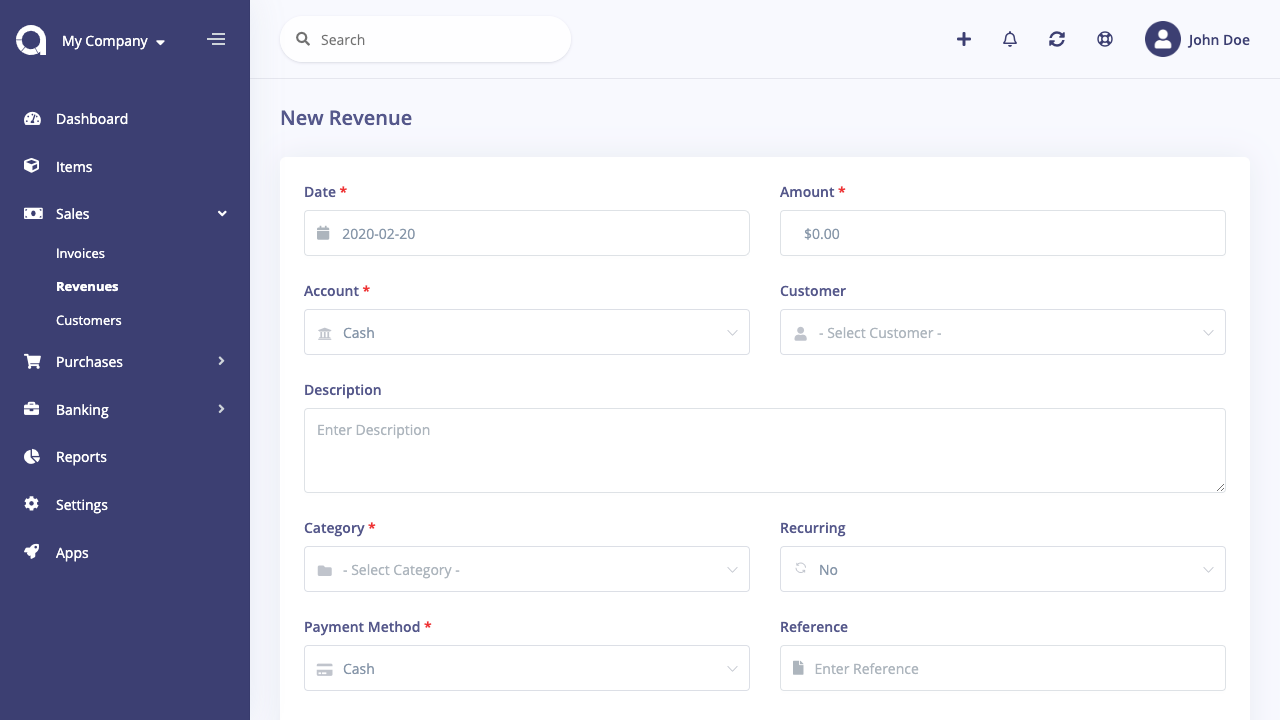 My Company
Search
John Doe
Dashboard
Items
Sales
Invoices
Revenues
Customers
Purchases
Banking
Reports
Settings
Apps
New Revenue
Date *
Amount *
2020-02-20
$0.00
Account *
Customer
Cash
- Select Customer -
Description
Enter Description
Category *
Recurring
- Select Category -
No
Payment Method *
Reference
Cash
Enter Reference